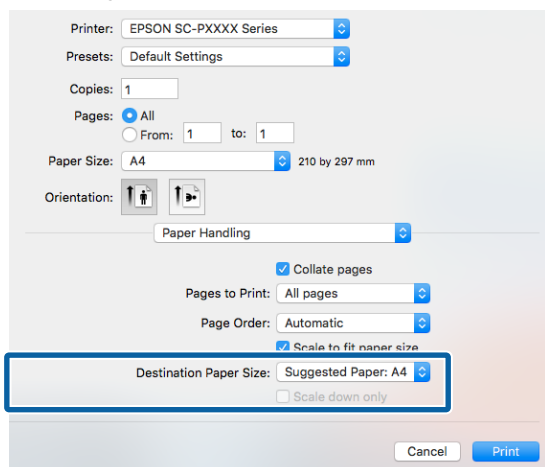 Printer: EPSON SC-PXXXX Series
Presets: Default Settings
Copies: 1
Pages: All
From: 1 to: 1
Paper Size: A4 210 by 297 mm
Orientation:
Paper Handling
Collate pages
Pages to Print: All pages
Page Order: Automatic
Scale to fit paper size
Destination Paper Size: Suggested Paper: A4
Scale down only
Cancel Print